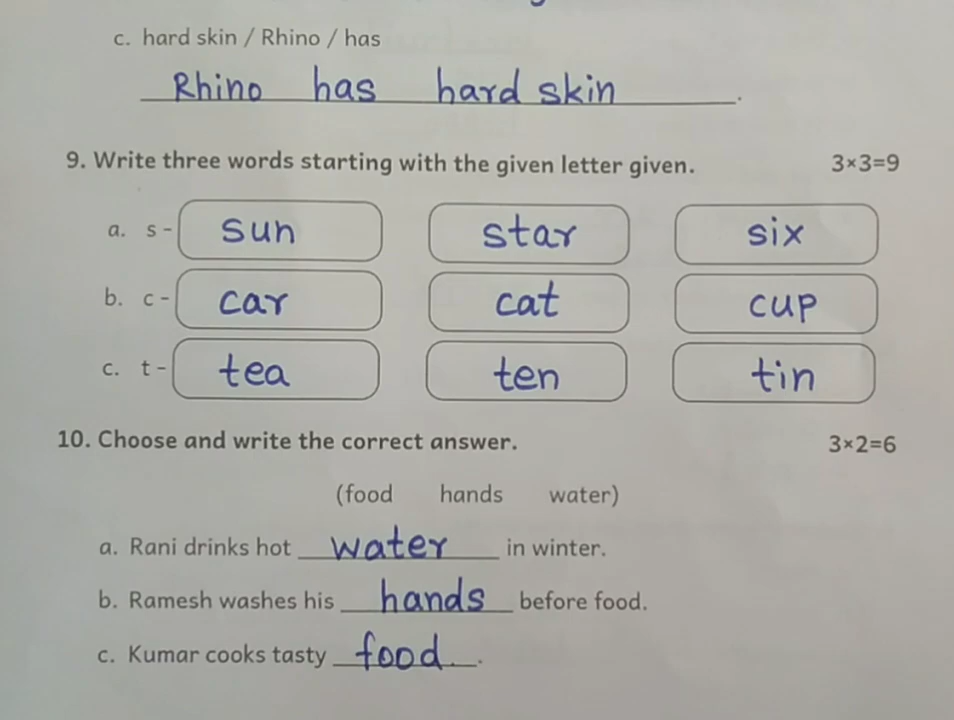 c. hard skin / Rhino / has
Rhino has hard skin.
9. Write three words starting with the given letter given. 3×3=9
a. s - sun star six
b. c - car cat cup
c. t - tea ten tin
10. Choose and write the correct answer. 3×2=6
(food hands water)
a. Rani drinks hot water in winter.
b. Ramesh washes his hands before food.
c. Kumar cooks tasty food.